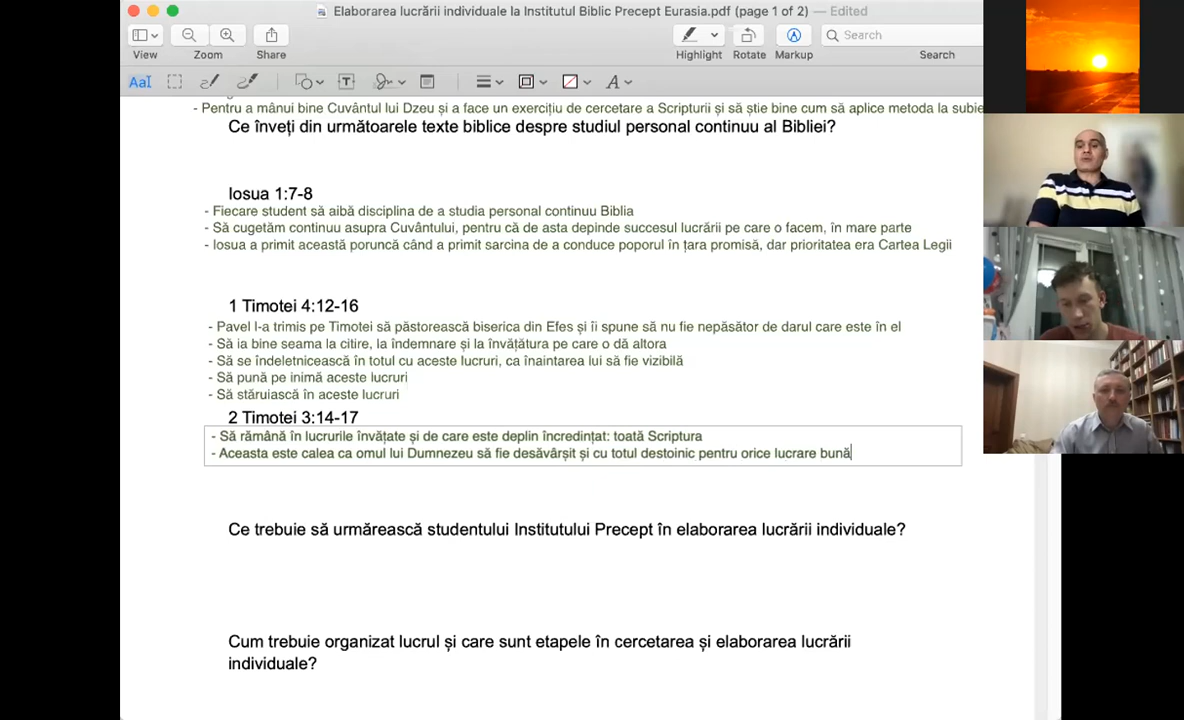 Elaborarea lucrării individuale la Institutul Biblic Precept Eurasia.pdf (page 1 of 2) — Edited
View
Zoom
Share
Highlight
Rotate
Markup
Search
Search
AaI
T
A
- Pentru a mânui bine Cuvântul lui Dzeu și a face un exercițiu de cercetare a Scripturii și să știe bine cum să aplice metoda la subie
Ce înveți din următoarele texte biblice despre studiul personal continuu al Bibliei?
Iosua 1:7-8
- Fiecare student să aibă disciplina de a studia personal continuu Biblia
- Să cugetăm continuu asupra Cuvântului, pentru că de asta depinde succesul lucrării pe care o facem, în mare parte
- Iosua a primit această poruncă când a primit sarcina de a conduce poporul în țara promisă, dar prioritatea era Cartea Legii
1 Timotei 4:12-16
- Pavel l-a trimis pe Timotei să păstorească biserica din Efes și îi spune să nu fie nepăsător de darul care este în el
- Să ia bine seama la citire, la îndemnare și la învățătura pe care o dă altora
- Să se îndeletnicească în totul cu aceste lucruri, ca înaintarea lui să fie vizibilă
- Să pună pe inimă aceste lucruri
- Să stăruiască în aceste lucruri
2 Timotei 3:14-17
- Să rămână în lucrurile învățate și de care este deplin încredințat: toată Scriptura
- Aceasta este calea ca omul lui Dumnezeu să fie desăvârșit și cu totul destoinic pentru orice lucrare bună
Ce trebuie să urmărească studentului Institutului Precept în elaborarea lucrării individuale?
Cum trebuie organizat lucrul și care sunt etapele în cercetarea și elaborarea lucrării
individuale?